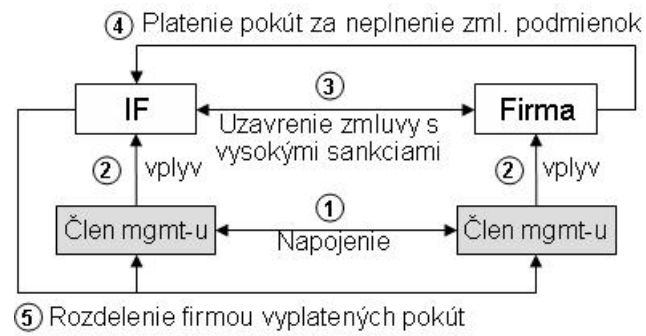 ④ Platenie pokút za neplnenie zml. podmienok
IF
③
Firma
Uzavrenie zmluvy s
vysokými sankciami
② vplyv
② vplyv
①
Člen mgmt-u
Napojenie
Člen mgmt-u
⑤ Rozdelenie firmou vyplatených pokút